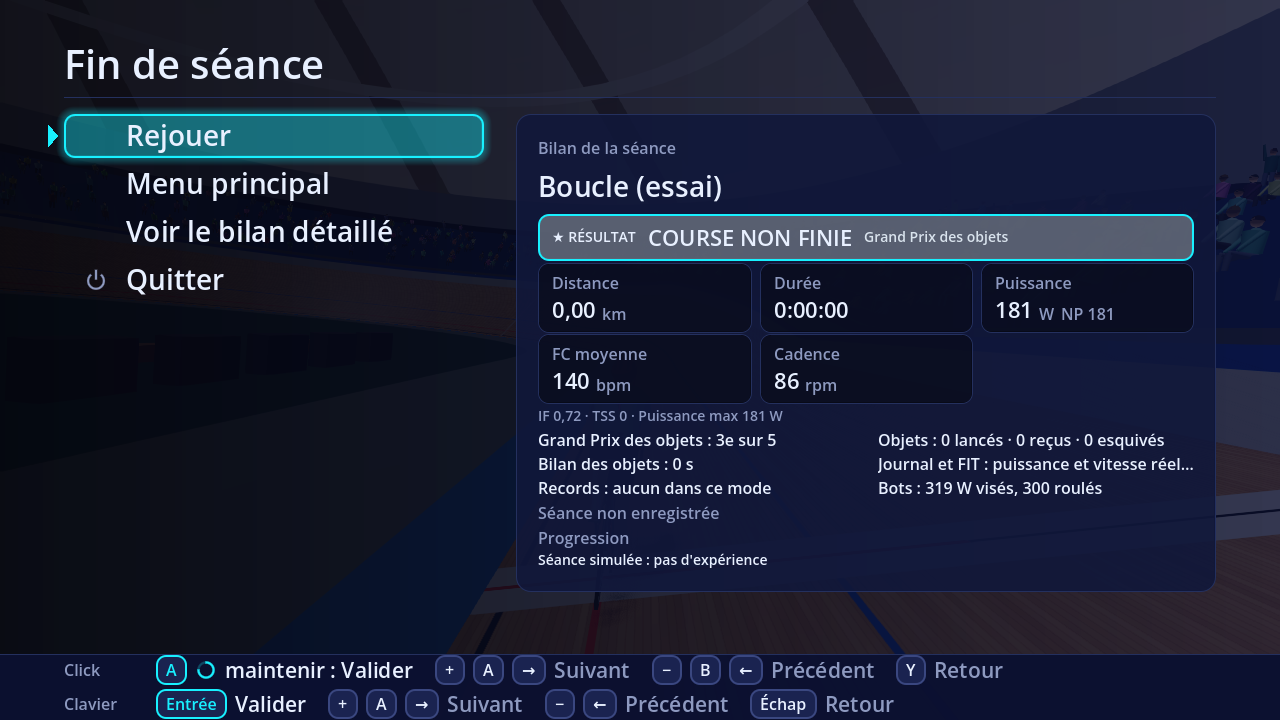 Fin de séance
Rejouer
Menu principal
Voir le bilan détaillé
Quitter
Bilan de la séance
Boucle (essai)
★ RÉSULTAT COURSE NON FINIE Grand Prix des objets
Distance
0,00 km
Durée
0:00:00
Puissance
181 W NP 181
FC moyenne
140 bpm
Cadence
86 rpm
IF 0,72 · TSS 0 · Puissance max 181 W
Grand Prix des objets : 3e sur 5
Objets : 0 lancés · 0 reçus · 0 esquivés
Bilan des objets : 0 s
Journal et FIT : puissance et vitesse réel...
Records : aucun dans ce mode
Bots : 319 W visés, 300 roulés
Séance non enregistrée
Progression
Séance simulée : pas d'expérience
Click A maintenir : Valider + A → Suivant − B ← Précédent Y Retour
Clavier Entrée Valider + A → Suivant − ← Précédent Échap Retour